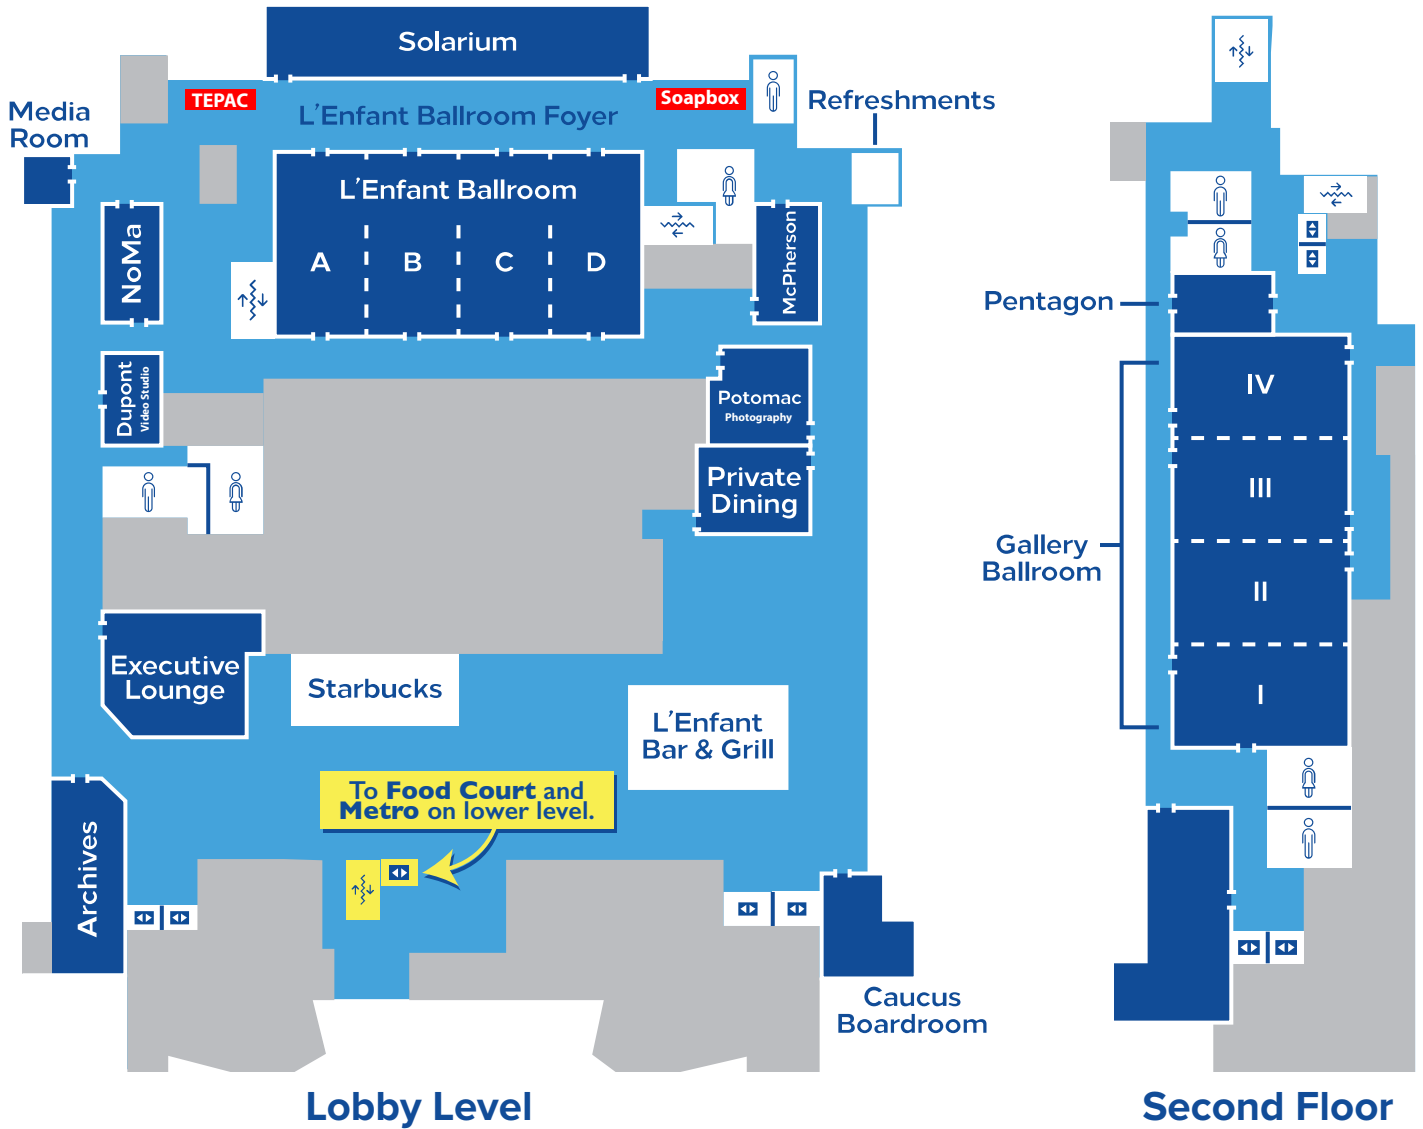 Solarium
TEPAC
Soapbox
L'Enfant Ballroom Foyer
Refreshments
Media
Room
L'Enfant Ballroom
A
B
C
D
NoMa
McPherson
Dupont
Video Studio
Potomac
Photography
Private
Dining
Executive
Lounge
Starbucks
L'Enfant
Bar & Grill
To Food Court and
Metro on lower level.
Archives
Caucus
Boardroom
Lobby Level
Pentagon
IV
III
Gallery
Ballroom
II
I
Second Floor